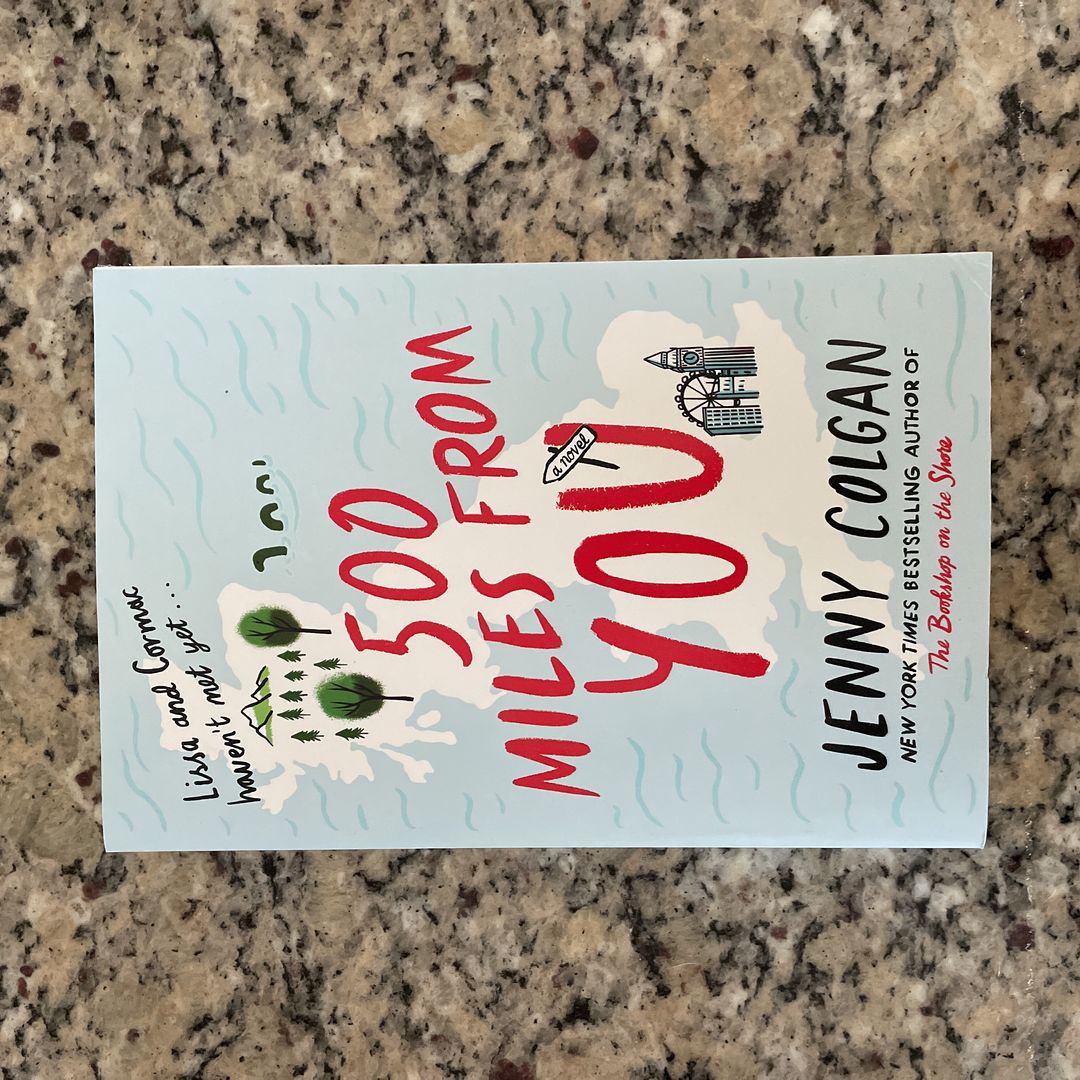 Lissa and Cormac
haven't met yet...
500
MILES FROM
YOU
a novel
JENNY COLGAN
NEW YORK TIMES BESTSELLING AUTHOR OF
The Bookshop on the Shore